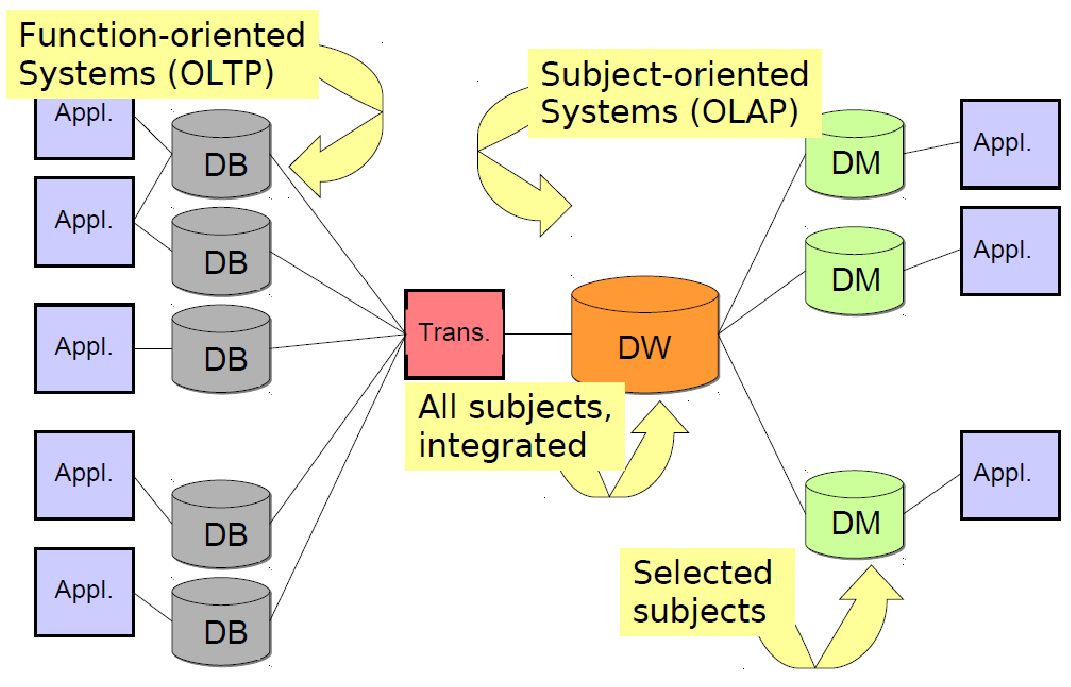 Function-oriented
Systems (OLTP)
Subject-oriented
Systems (OLAP)
Appl.
DB
DM
Appl.
Appl.
DB
DM
Appl.
Appl.
DB
Trans.
DW
All subjects,
integrated
Appl.
DB
DM
Appl.
Appl.
DB
Selected
subjects